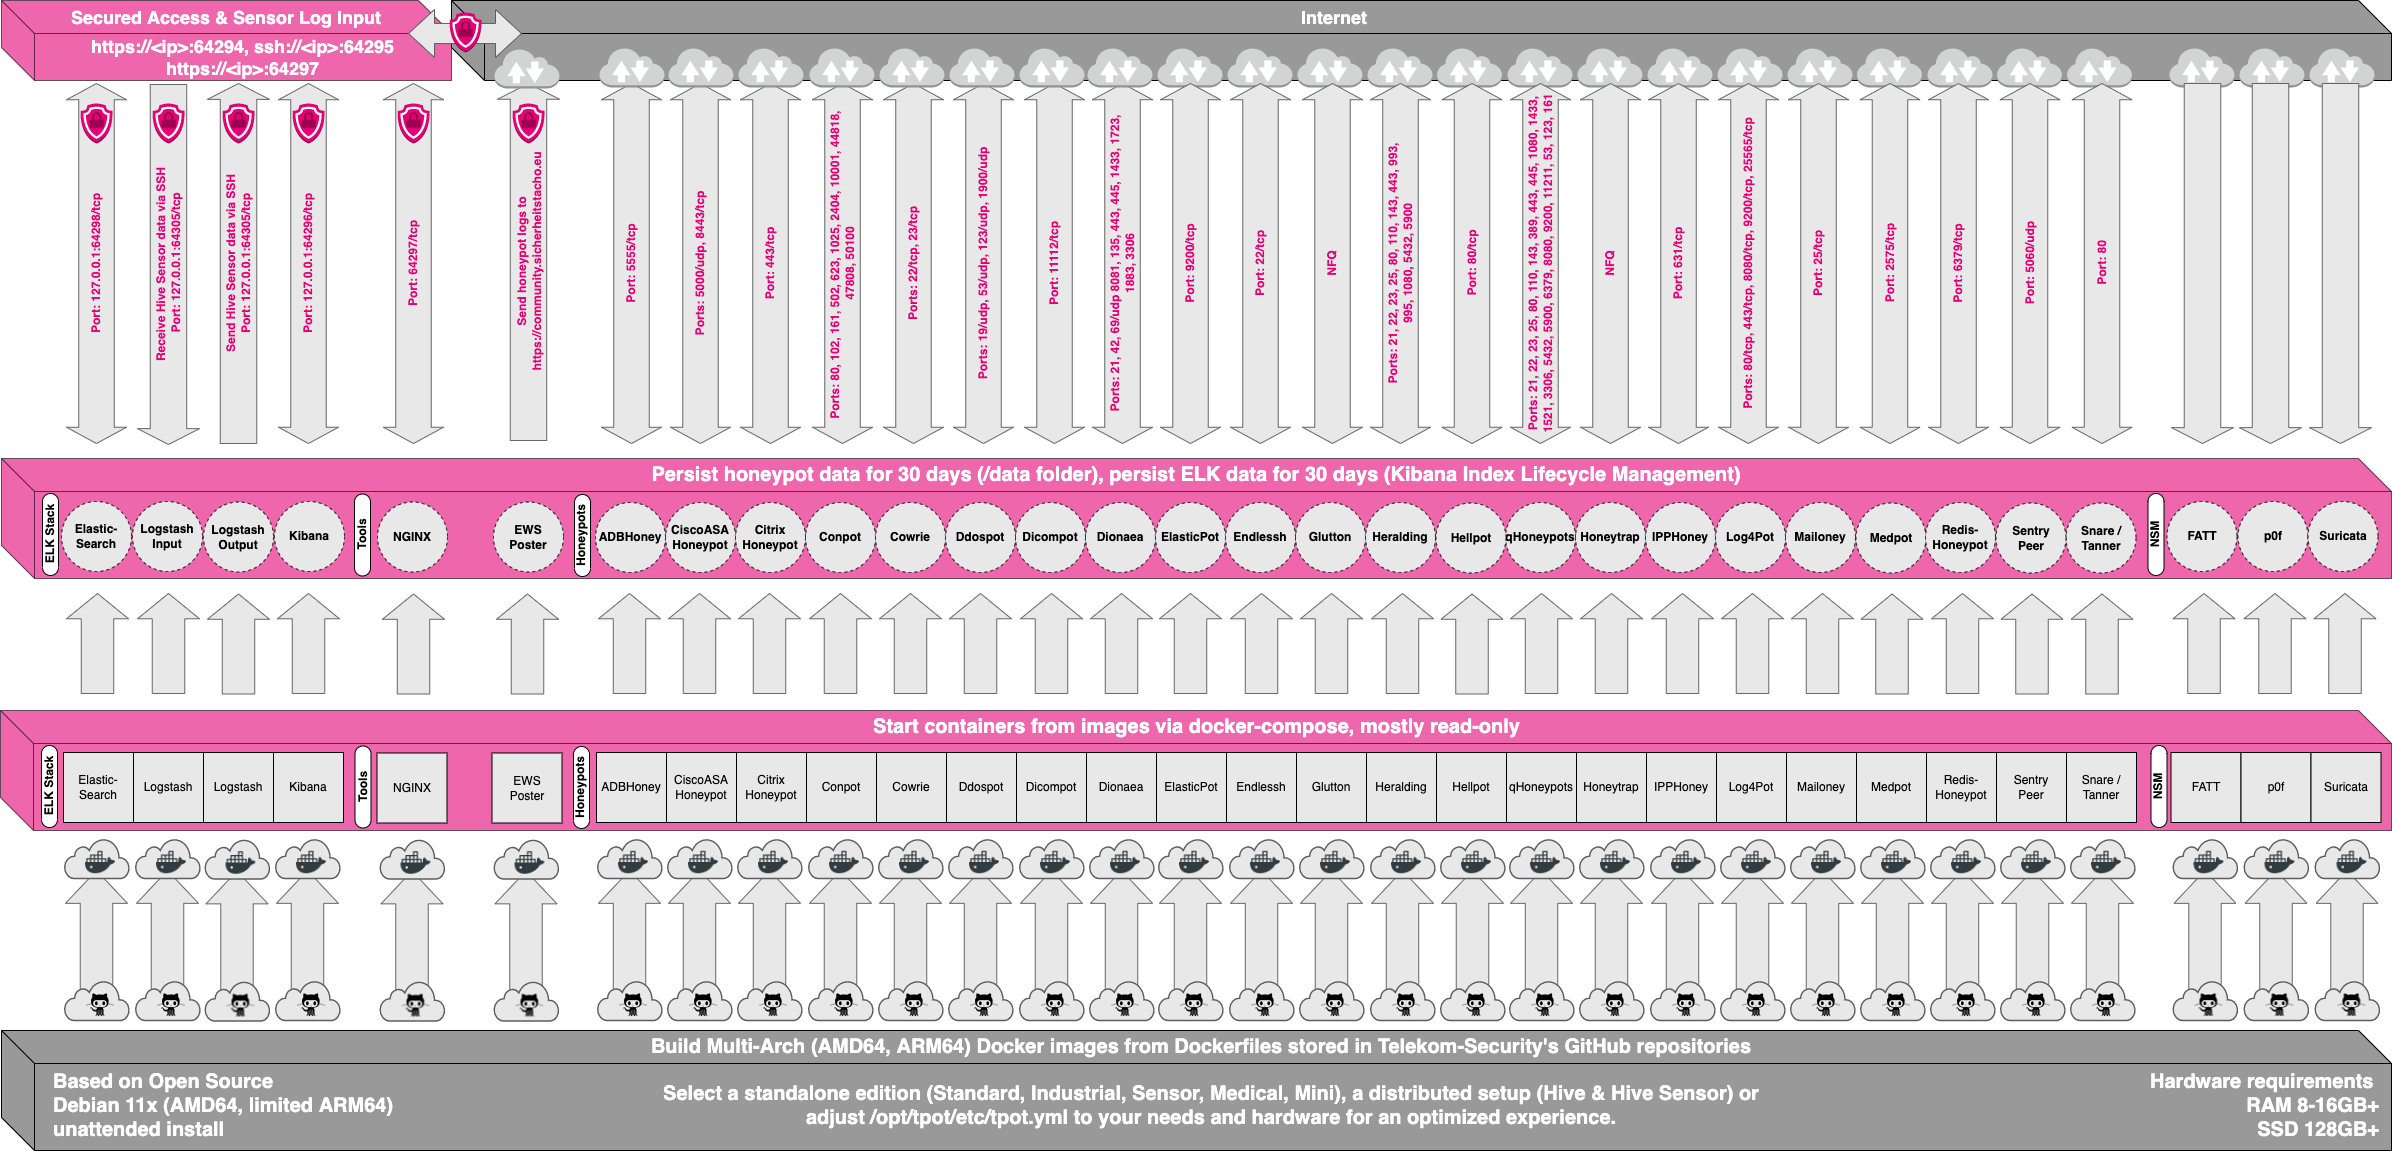 Secured Access & Sensor Log Input
https://<ip>:64294, ssh://<ip>:64295
https://<ip>:64297
Internet
Port: 127.0.0.1:64298/tcp
Receive Hive Sensor data via SSH
Port: 127.0.0.1:64305/tcp
Send Hive Sensor data via SSH
Port: 127.0.0.1:64305/tcp
Port: 127.0.0.1:64296/tcp
Port: 64297/tcp
Send honeypot logs to
https://community.sicherheitstacho.eu
Port: 5555/tcp
Ports: 5000/udp, 8443/tcp
Port: 443/tcp
Ports: 80, 102, 161, 502, 623, 1025, 2404, 10001, 44818,
47808, 50100
Ports: 22/tcp, 23/tcp
Ports: 19/udp, 53/udp, 123/udp, 1900/udp
Port: 11112/tcp
Ports: 21, 42, 69/udp 8081, 135, 443, 445, 1433, 1723,
1883, 3306
Port: 9200/tcp
Port: 22/tcp
NFQ
Ports: 21, 22, 23, 25, 80, 110, 143, 443, 993,
995, 1080, 5432, 5900
Port: 80/tcp
Ports: 21, 22, 23, 25, 80, 110, 143, 389, 443, 445, 1080, 1433,
1521, 3306, 5432, 5900, 6379, 8080, 9200, 11211, 53, 123, 161
NFQ
Port: 631/tcp
Ports: 80/tcp, 443/tcp, 8080/tcp, 9200/tcp, 25565/tcp
Port: 25/tcp
Port: 2575/tcp
Port: 6379/tcp
Port: 5060/udp
Port: 80
Persist honeypot data for 30 days (/data folder), persist ELK data for 30 days (Kibana Index Lifecycle Management)
ELK Stack
Elastic-
Search
Logstash
Input
Logstash
Output
Kibana
Tools
NGINX
EWS
Poster
Honeypots
ADBHoney
CiscoASA
Honeypot
Citrix
Honeypot
Conpot
Cowrie
Ddospot
Dicompot
Dionaea
ElasticPot
Endlessh
Glutton
Heralding
Hellpot
qHoneypots
Honeytrap
IPPHoney
Log4Pot
Mailoney
Medpot
Redis-
Honeypot
Sentry
Peer
Snare /
Tanner
NSM
FATT
p0f
Suricata
Start containers from images via docker-compose, mostly read-only
ELK Stack
Elastic-
Search
Logstash
Logstash
Kibana
Tools
NGINX
EWS
Poster
Honeypots
ADBHoney
CiscoASA
Honeypot
Citrix
Honeypot
Conpot
Cowrie
Ddospot
Dicompot
Dionaea
ElasticPot
Endlessh
Glutton
Heralding
Hellpot
qHoneypots
Honeytrap
IPPHoney
Log4Pot
Mailoney
Medpot
Redis-
Honeypot
Sentry
Peer
Snare /
Tanner
NSM
FATT
p0f
Suricata
Build Multi-Arch (AMD64, ARM64) Docker images from Dockerfiles stored in Telekom-Security's GitHub repositories
Based on Open Source
Debian 11x (AMD64, limited ARM64)
unattended install
Select a standalone edition (Standard, Industrial, Sensor, Medical, Mini), a distributed setup (Hive & Hive Sensor) or
adjust /opt/tpot/etc/tpot.yml to your needs and hardware for an optimized experience.
Hardware requirements
RAM 8-16GB+
SSD 128GB+